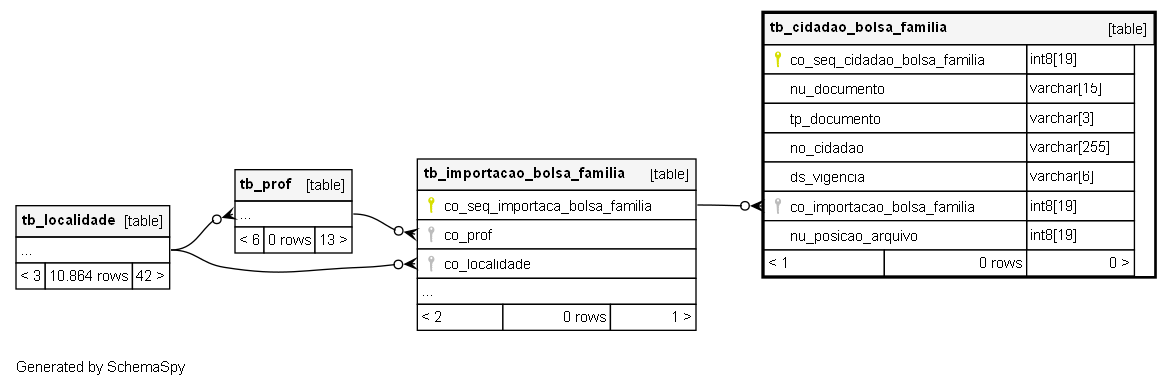 tb_cidadao_bolsa_familia [table]
co_seq_cidadao_bolsa_familia int8[19]
nu_documento varchar[15]
tp_documento varchar[3]
no_cidadao varchar[255]
ds_vigencia varchar[6]
co_importacao_bolsa_familia int8[19]
nu_posicao_arquivo int8[19]
< 1 0 rows 0 >
tb_importacao_bolsa_familia [table]
co_seq_importaca_bolsa_familia
co_prof
co_localidade
...
< 2 0 rows 1 >
tb_prof [table]
...
< 6 0 rows 13 >
tb_localidade [table]
...
< 3 10.864 rows 42 >
Generated by SchemaSpy